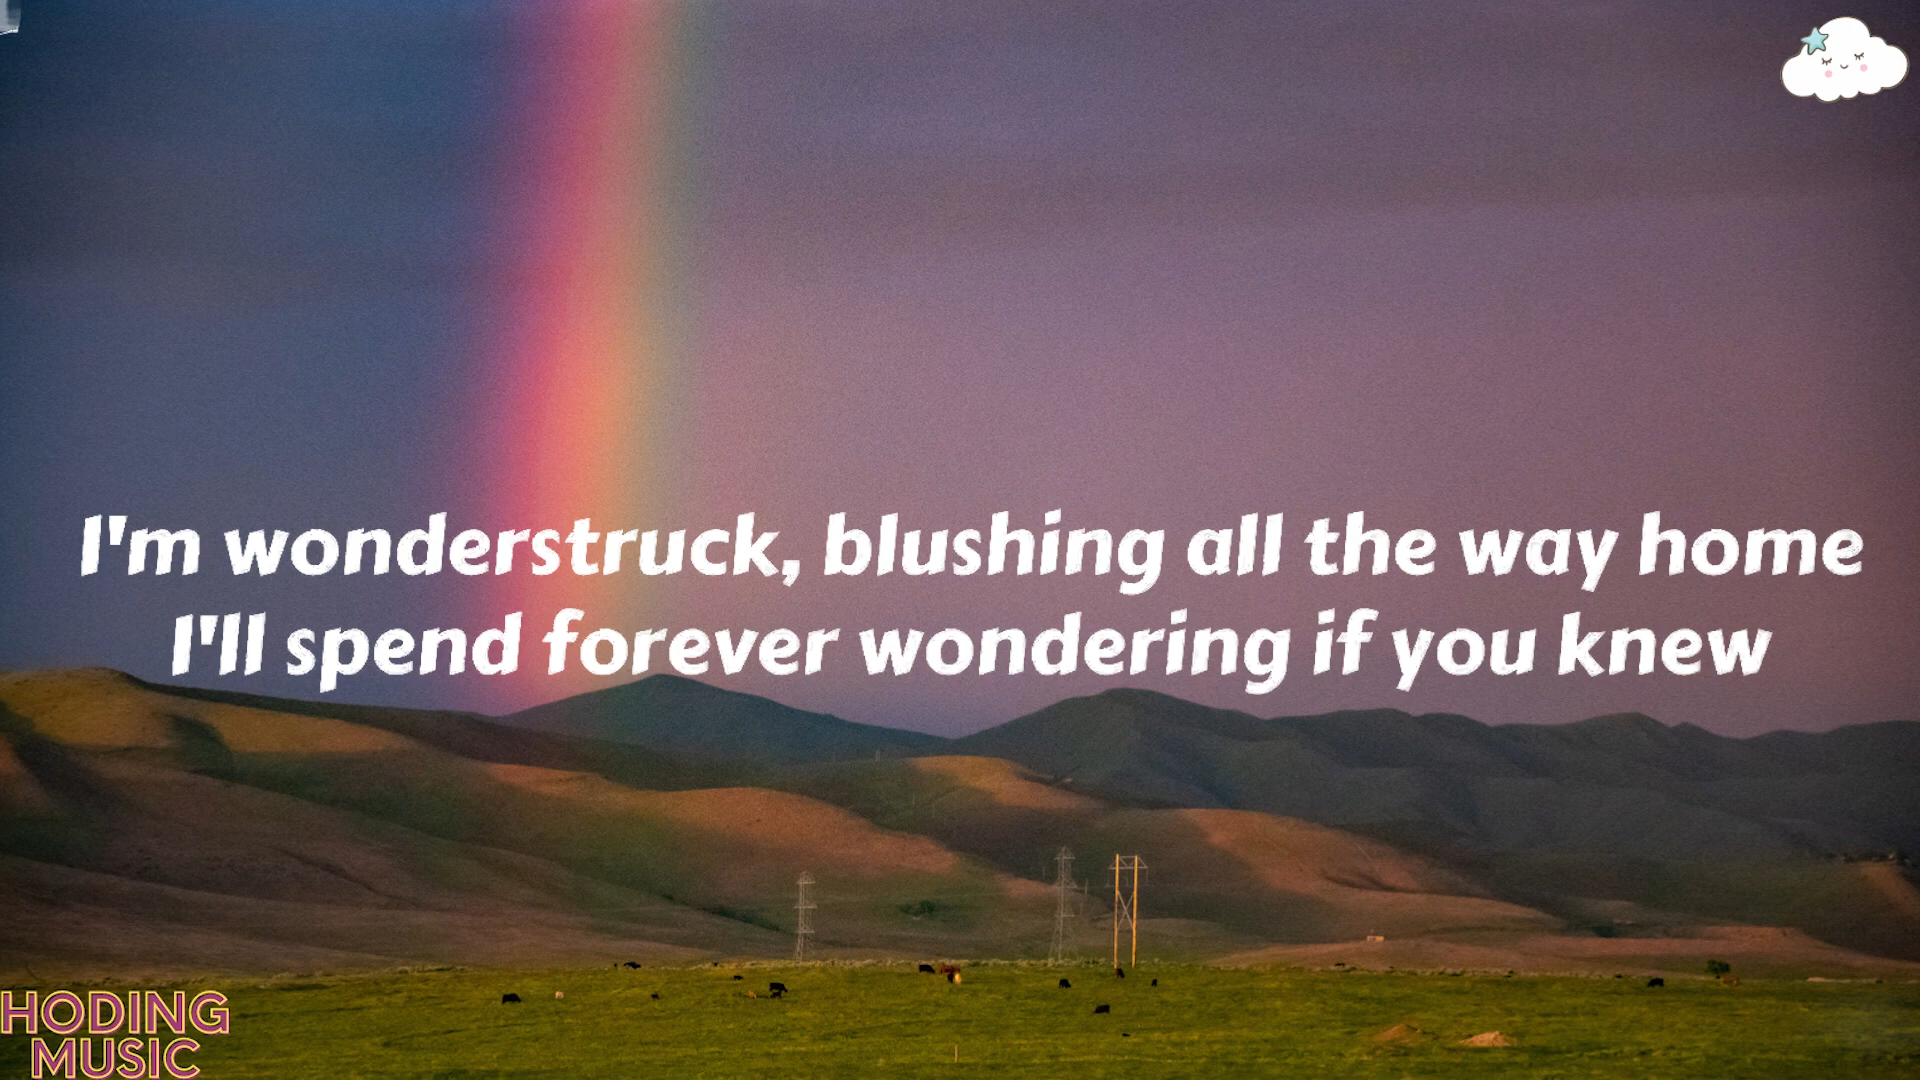 I'm wonderstruck, blushing all the way home
I'll spend forever wondering if you knew
HODING
MUSIC